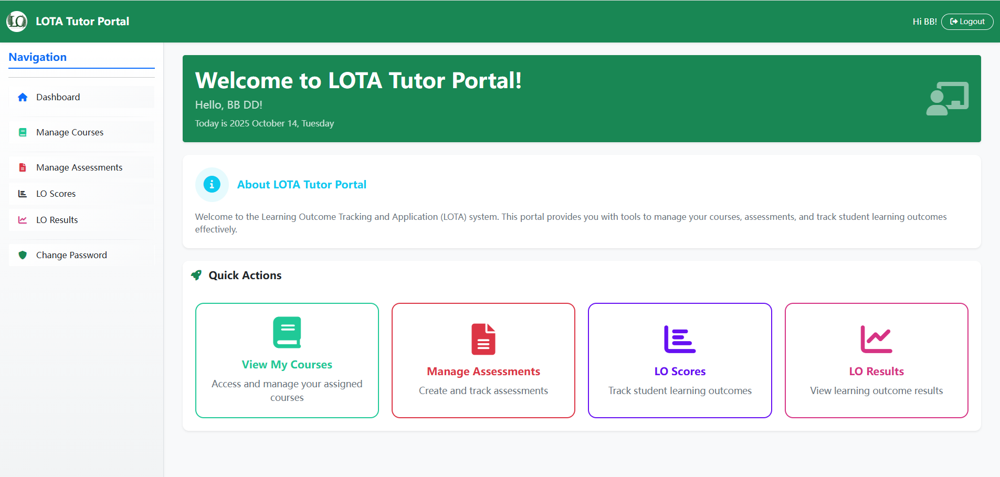 LO
LOTA Tutor Portal
Hi BB!
Logout
Navigation
Dashboard
Manage Courses
Manage Assessments
LO Scores
LO Results
Change Password
Welcome to LOTA Tutor Portal!
Hello, BB DD!
Today is 2025 October 14, Tuesday
About LOTA Tutor Portal
Welcome to the Learning Outcome Tracking and Application (LOTA) system. This portal provides you with tools to manage your courses, assessments, and track student learning outcomes
effectively.
Quick Actions
View My Courses
Access and manage your assigned
courses
Manage Assessments
Create and track assessments
LO Scores
Track student learning outcomes
LO Results
View learning outcome results